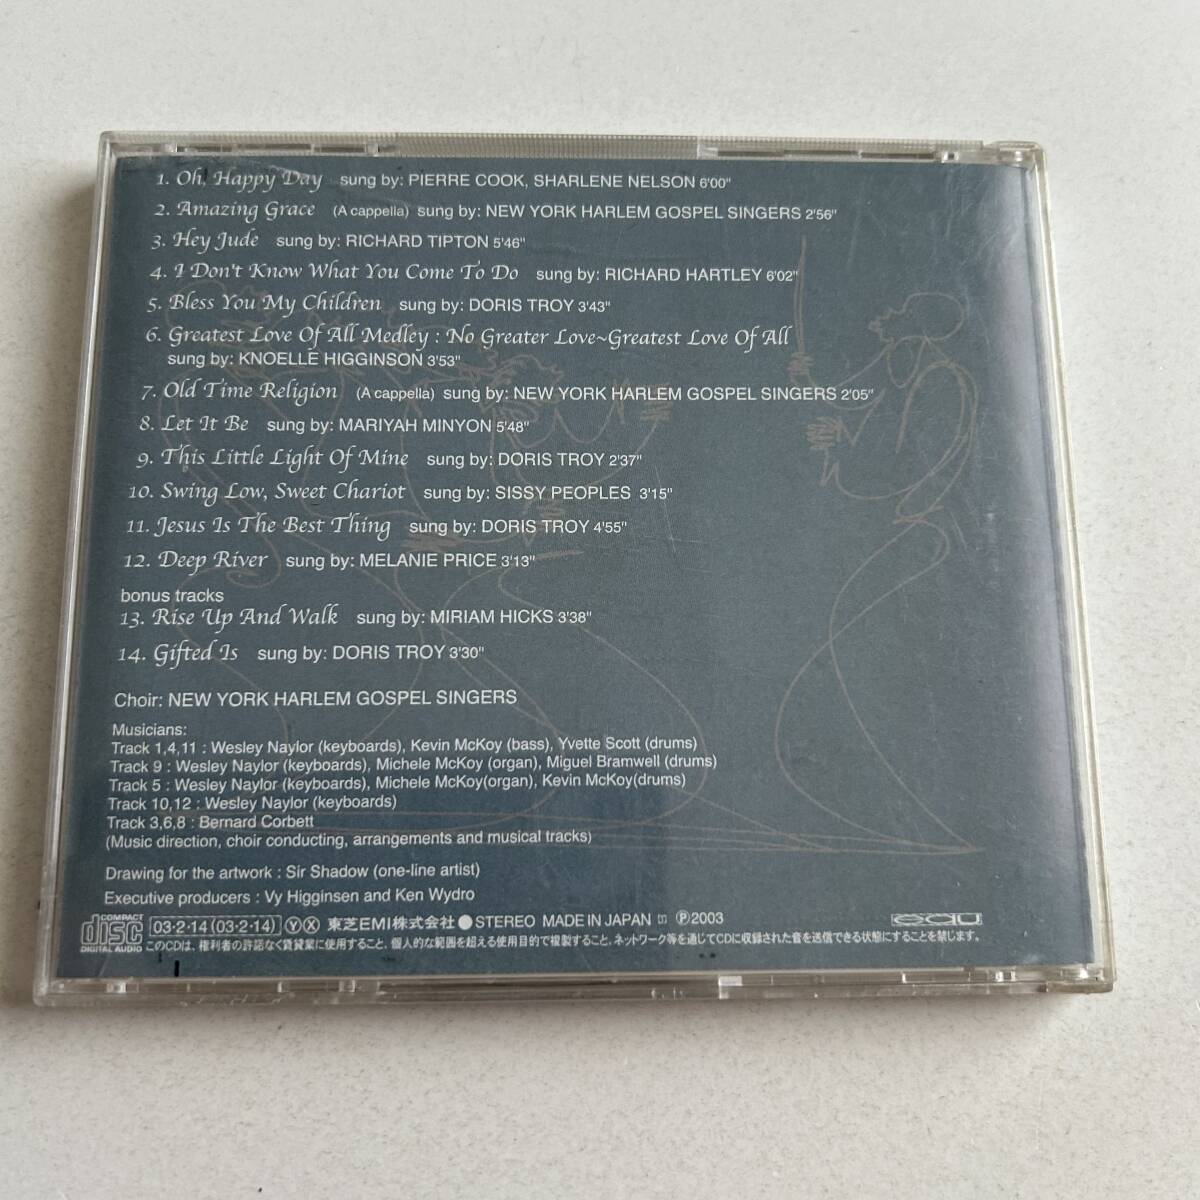 1. Oh, Happy Day sung by: PIERRE COOK, SHARLENE NELSON 6'00"
2. Amazing Grace (A cappella) sung by: NEW YORK HARLEM GOSPEL SINGERS 2'56"
3. Hey Jude sung by: RICHARD TIPTON 5'46"
4. I Don't Know What You Come To Do sung by: RICHARD HARTLEY 6'02"
5. Bless You My Children sung by: DORIS TROY 3'43"
6. Greatest Love Of All Medley : No Greater Love~Greatest Love Of All
sung by: KNOELLE HIGGINSON 3'53"
7. Old Time Religion (A cappella) sung by: NEW YORK HARLEM GOSPEL SINGERS 2'05"
8. Let It Be sung by: MARIYAH MINYON 5'48"
9. This Little Light Of Mine sung by: DORIS TROY 2'37"
10. Swing Low, Sweet Chariot sung by: SISSY PEOPLES 3'15"
11. Jesus Is The Best Thing sung by: DORIS TROY 4'55"
12. Deep River sung by: MELANIE PRICE 3'13"
bonus tracks
13. Rise Up And Walk sung by: MIRIAM HICKS 3'38"
14. Gifted Is sung by: DORIS TROY 3'30"
Choir: NEW YORK HARLEM GOSPEL SINGERS
Musicians:
Track 1,4,11 : Wesley Naylor (keyboards), Kevin McKoy (bass), Yvette Scott (drums)
Track 9 : Wesley Naylor (keyboards), Michele McKoy (organ), Miguel Bramwell (drums)
Track 5 : Wesley Naylor (keyboards), Michele McKoy(organ), Kevin McKoy(drums)
Track 10,12 : Wesley Naylor (keyboards)
Track 3,6,8 : Bernard Corbett
(Music direction, choir conducting, arrangements and musical tracks)
Drawing for the artwork : Sir Shadow (one-line artist)
Executive producers : Vy Higginsen and Ken Wydro
COMPACT disc DIGITAL AUDIO 03・2・14 (03・2・14) Ⓨ Ⓧ 東芝EMI株式会社 ●STEREO MADE IN JAPAN ℗2003
このCDは、権利者の許諾なく賃貸業に使用すること、個人的な範囲を超える使用目的で複製すること、ネットワーク等を通じてCDに収録された音を送信できる状態にすることを禁じます。